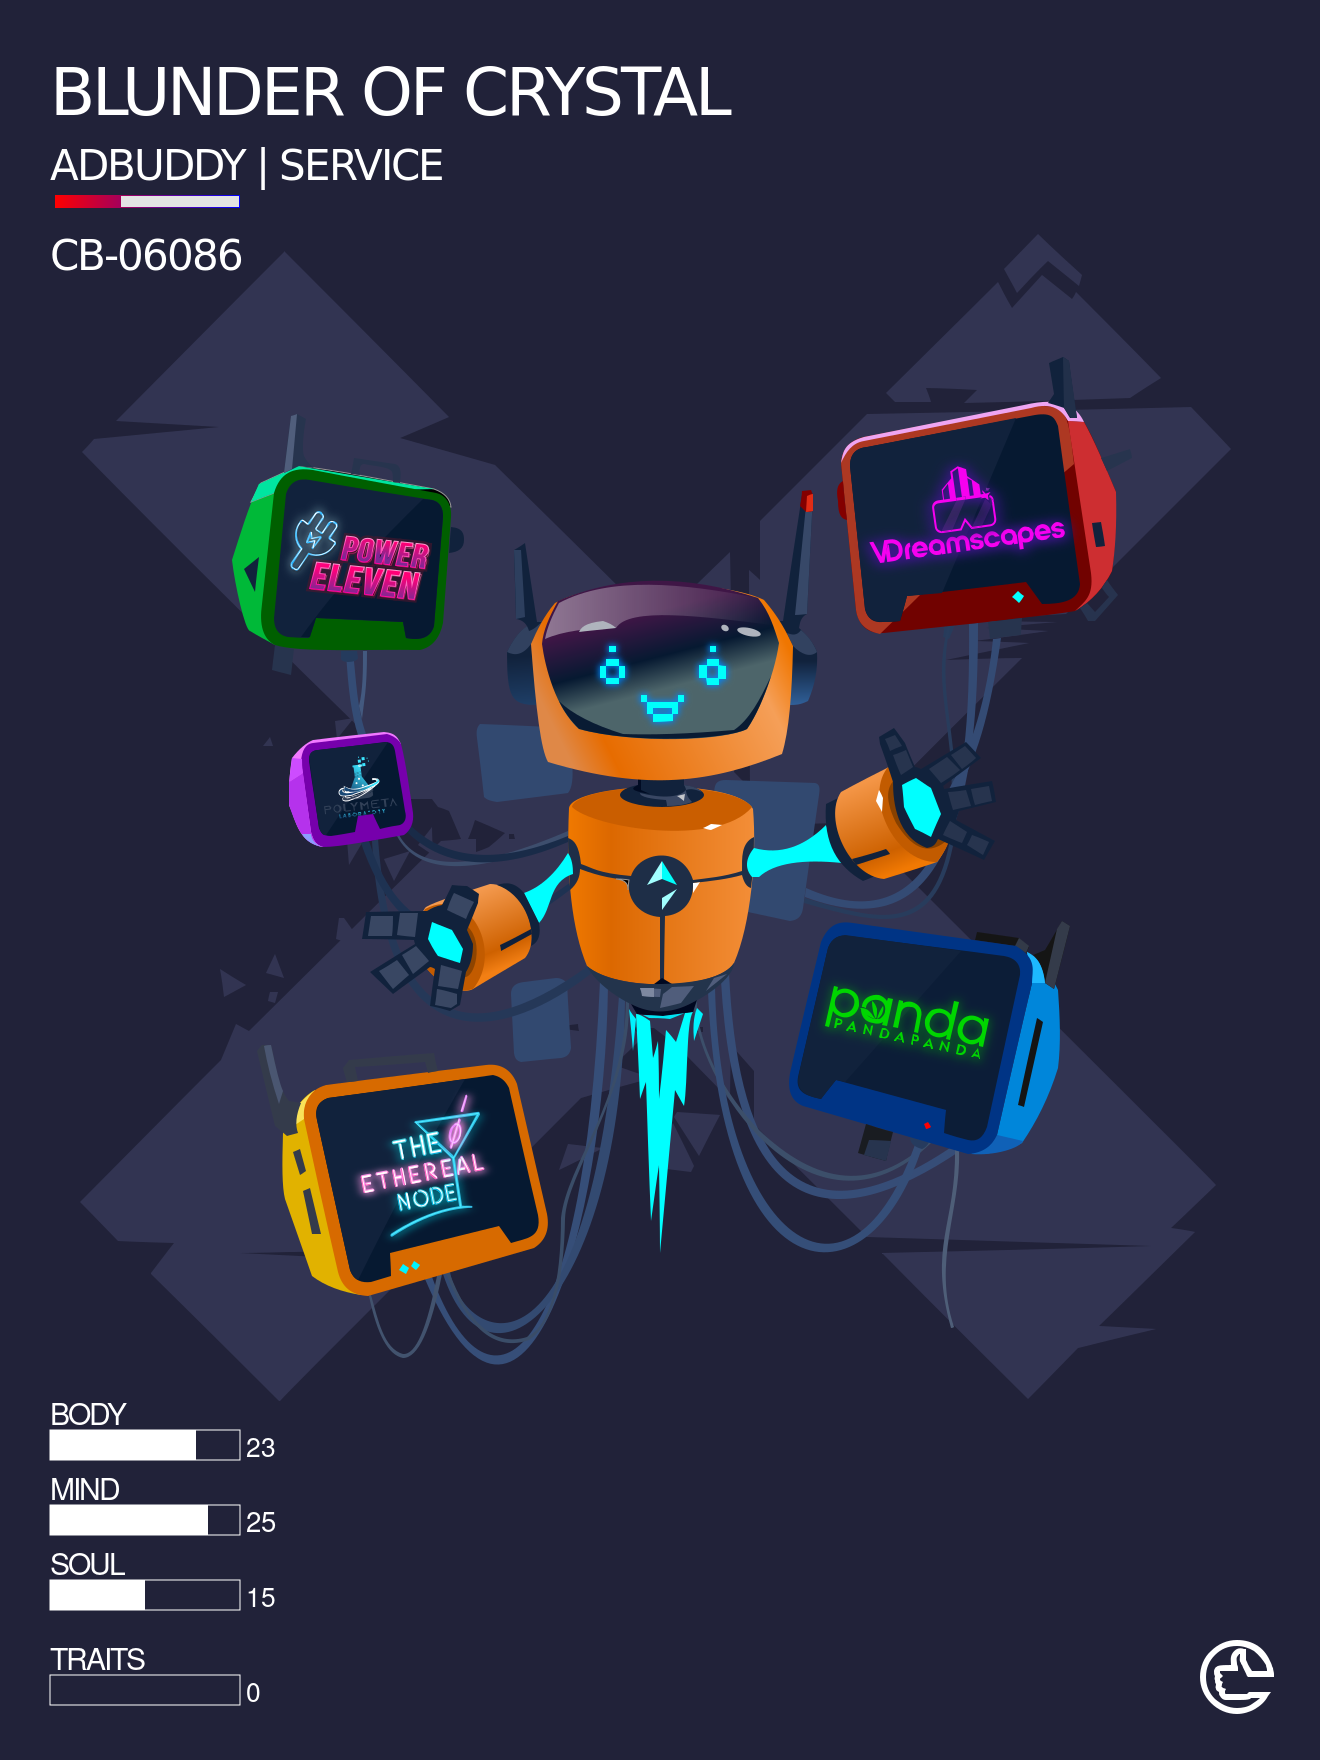 BLUNDER OF CRYSTAL
ADBUDDY | SERVICE
CB-06086
POWER
ELEVEN
VDreamscapes
POLYMETA
LABORATORY
panda
PANDAPANDA
THE
ETHEREAL
NODE
BODY
23
MIND
25
SOUL
15
TRAITS
0